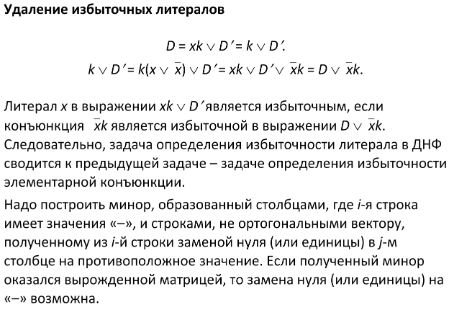 Удаление избыточных литералов
D = xk ∨ D′ = k ∨ D′.
k ∨ D′ = k(x ∨ x̅) ∨ D′ = xk ∨ D′ ∨ x̅k = D ∨ x̅k.
Литерал x в выражении xk ∨ D′ является избыточным, если
конъюнкция x̅k является избыточной в выражении D ∨ x̅k.
Следовательно, задача определения избыточности литерала в ДНФ
сводится к предыдущей задаче – задаче определения избыточности
элементарной конъюнкции.
Надо построить минор, образованный столбцами, где i-я строка
имеет значения «–», и строками, не ортогональными вектору,
полученному из i-й строки заменой нуля (или единицы) в j-м
столбце на противоположное значение. Если полученный минор
оказался вырожденной матрицей, то замена нуля (или единицы) на
«–» возможна.